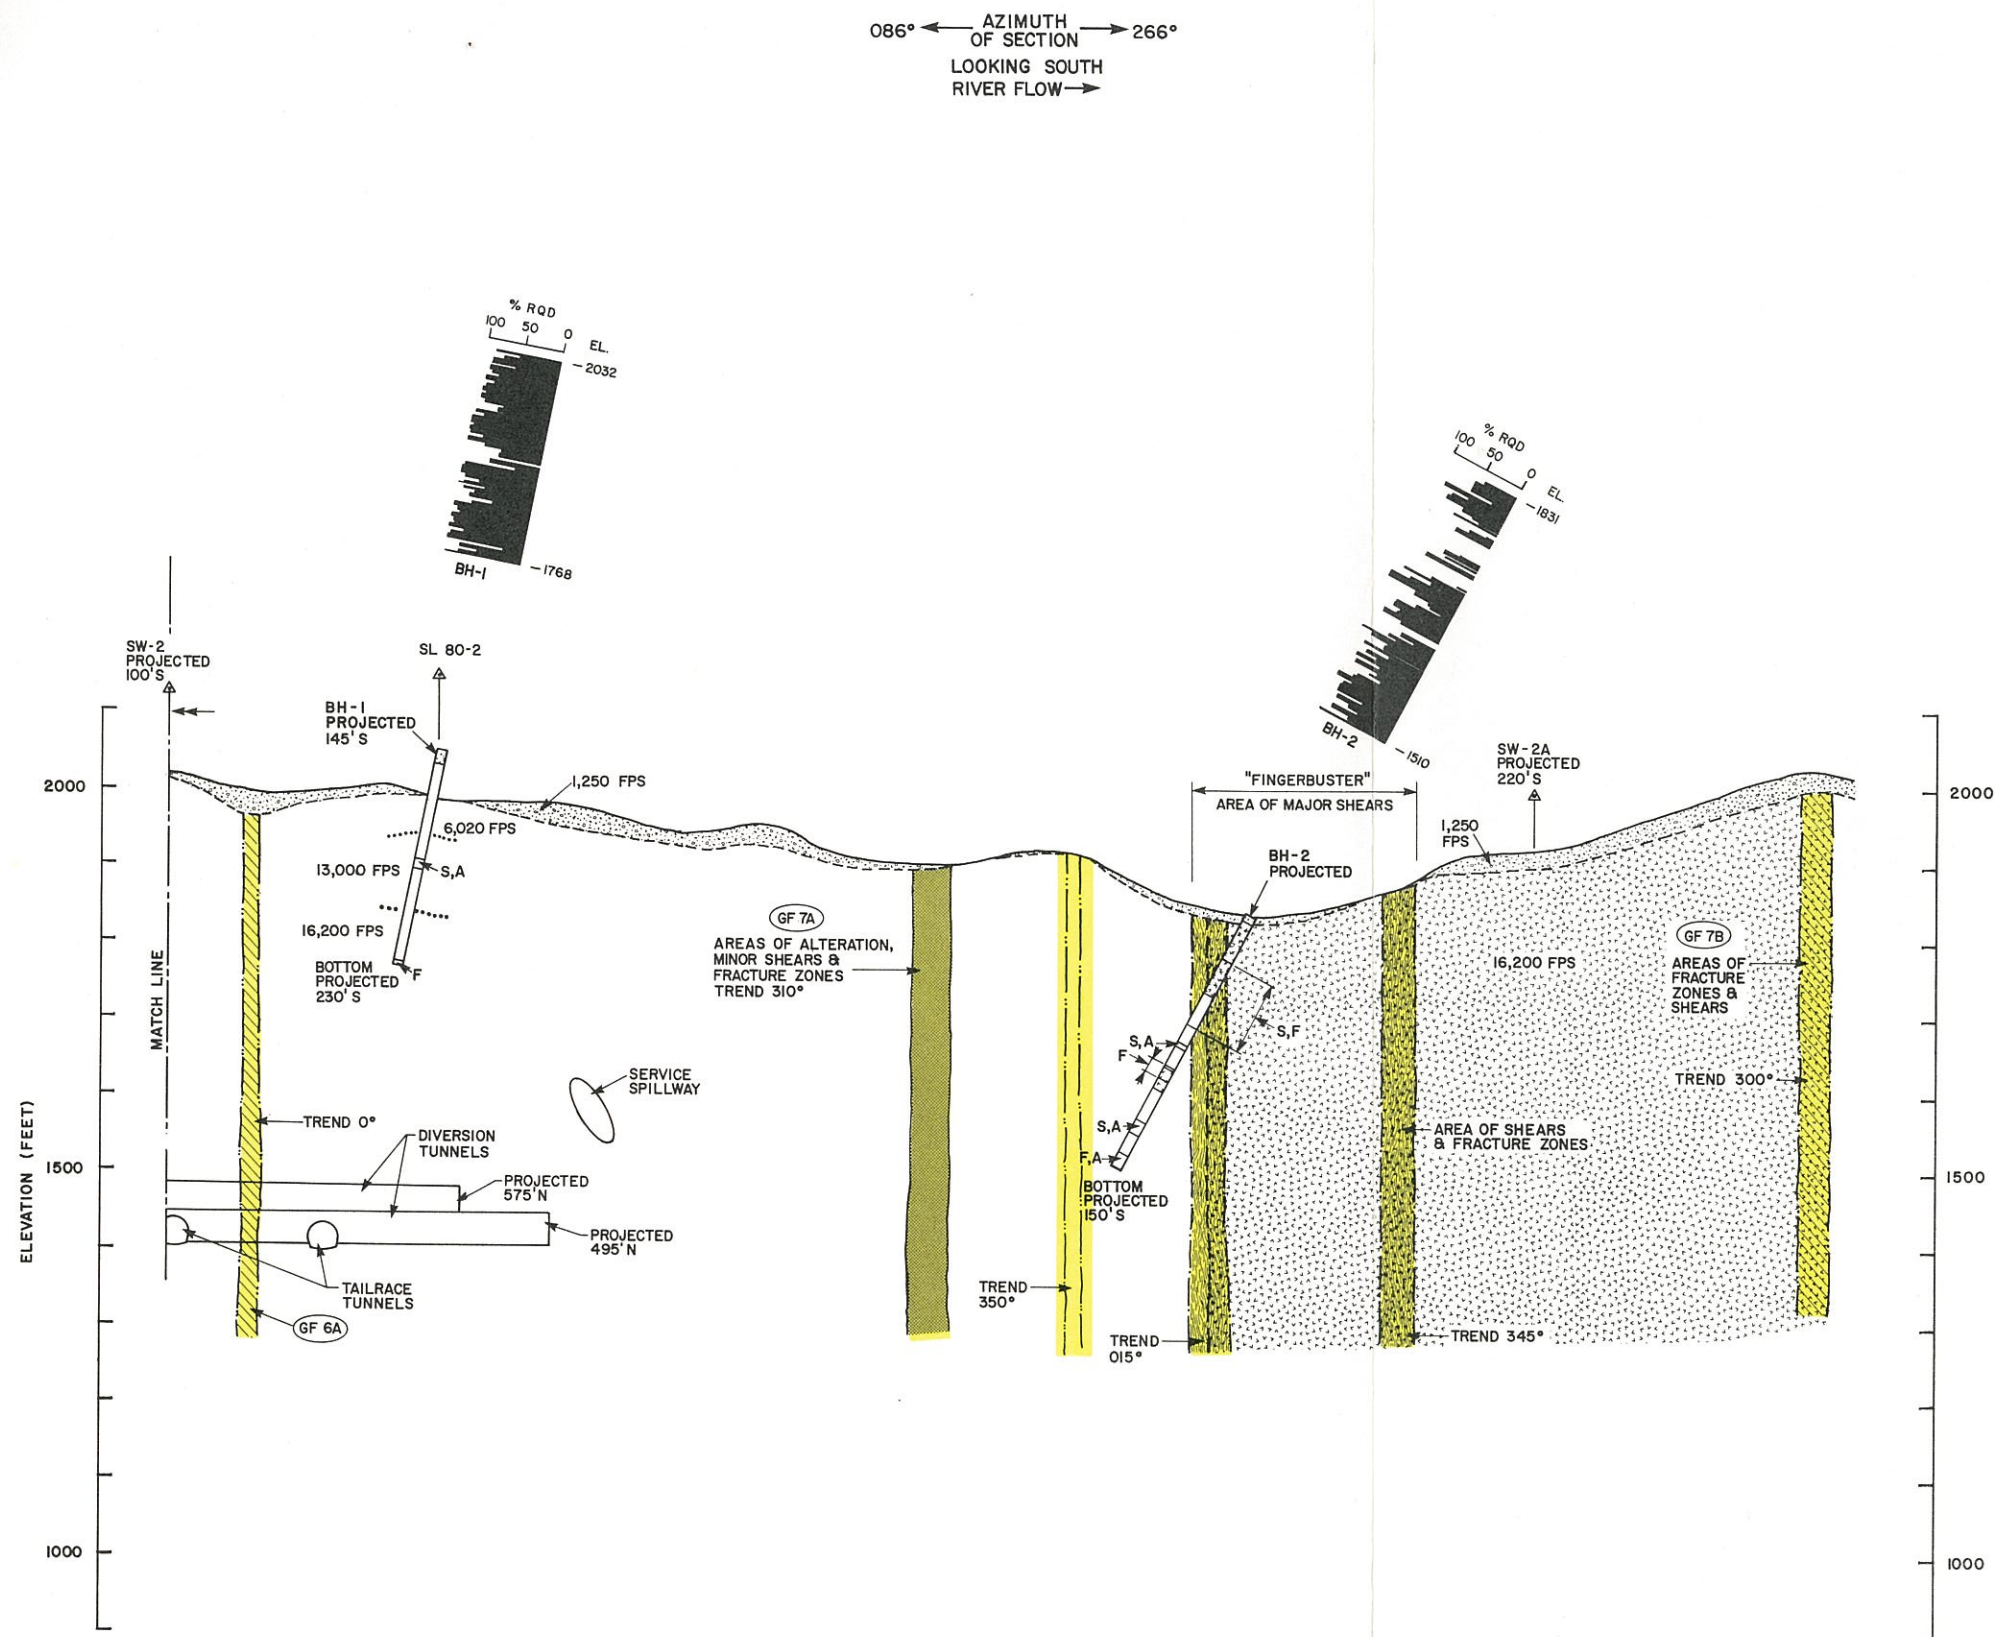 086° AZIMUTH OF SECTION 266°
LOOKING SOUTH
RIVER FLOW
% RQD
100 50 0
EL.
2032
BH-1
1768
% RQD
100 50 0
EL.
1831
BH-2
1510
SW-2
PROJECTED
100'S
SL 80-2
BH-1
PROJECTED
145'S
SW-2A
PROJECTED
220'S
"FINGERBUSTER"
AREA OF MAJOR SHEARS
2000
2000
1,250 FPS
6,020 FPS
1,250
FPS
BH-2
PROJECTED
13,000 FPS
S,A
16,200 FPS
GF 7A
AREAS OF ALTERATION,
MINOR SHEARS &
FRACTURE ZONES
TREND 310°
GF 7B
AREAS OF
FRACTURE
ZONES &
SHEARS
16,200 FPS
BOTTOM
PROJECTED
230'S
F
MATCH LINE
S,F
S,A
F
SERVICE
SPILLWAY
TREND 300°
TREND 0°
DIVERSION
TUNNELS
S,A
AREA OF SHEARS
& FRACTURE ZONES
F,A
ELEVATION (FEET)
1500
1500
PROJECTED
575'N
BOTTOM
PROJECTED
150'S
PROJECTED
495'N
TAILRACE
TUNNELS
TREND
350°
GF 6A
TREND
015°
TREND 345°
1000
1000